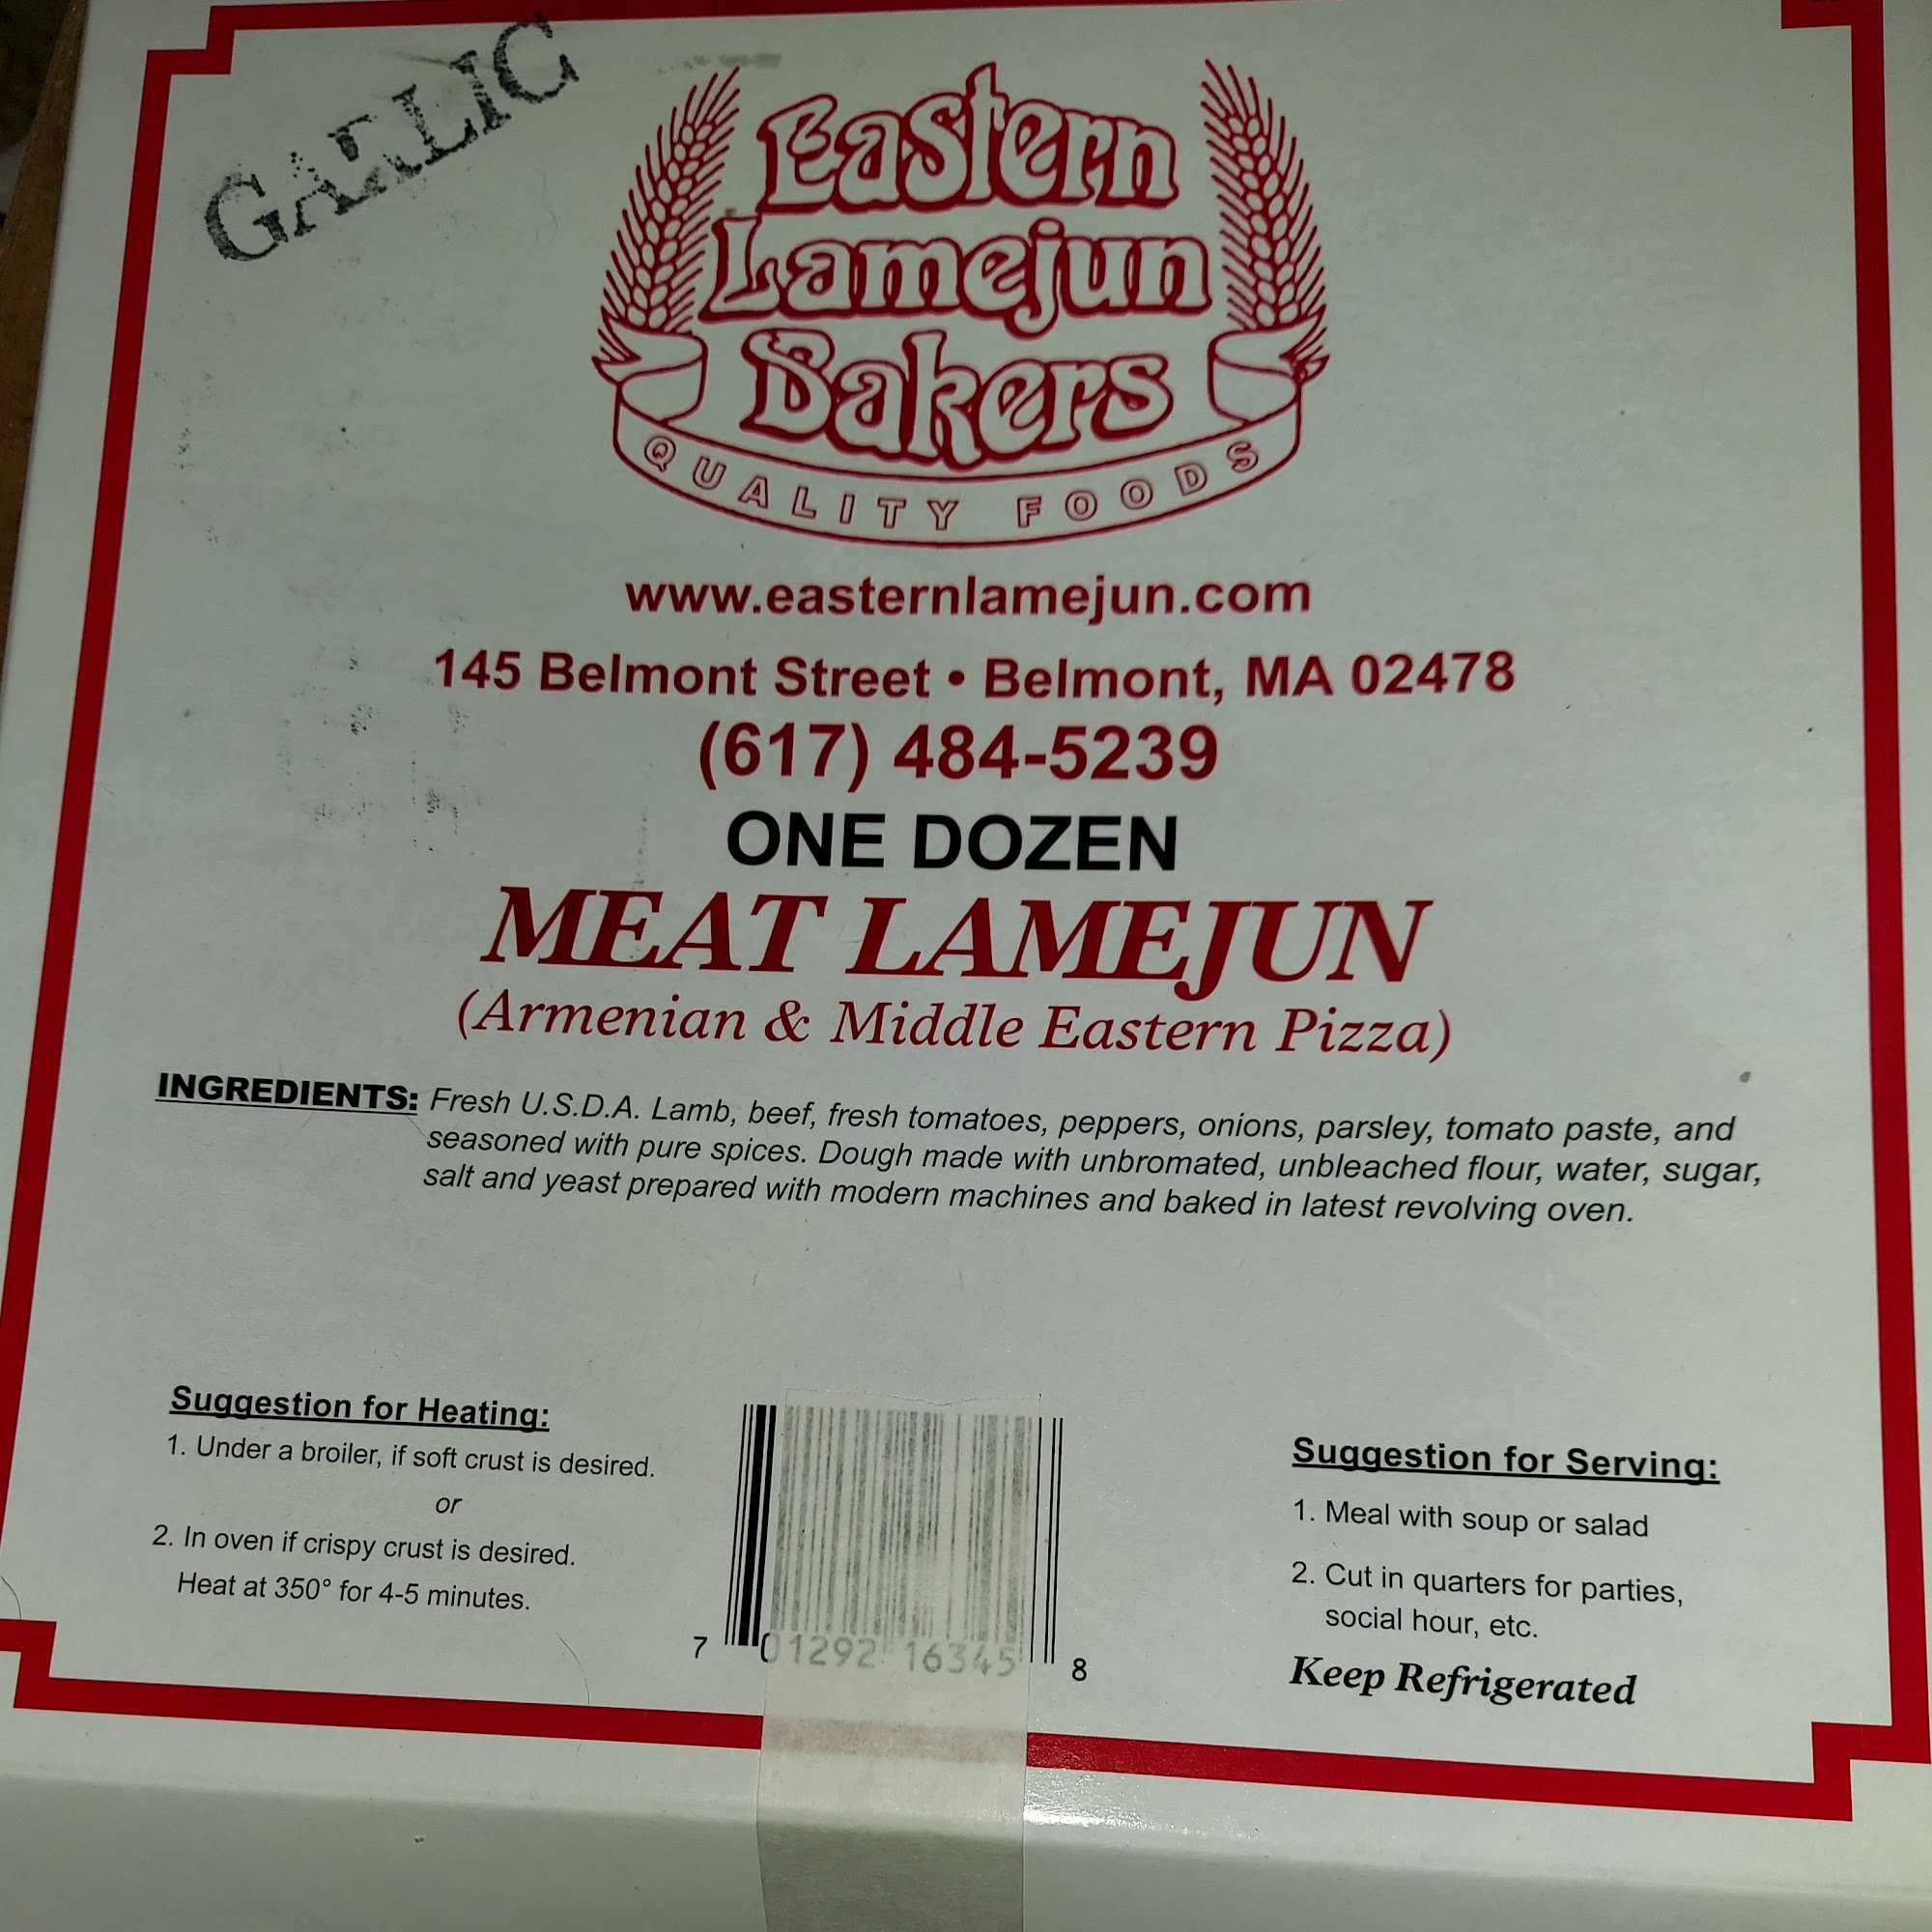 GARLIC
Eastern
Lamejun
Bakers
QUALITY FOODS
www.easternlamejun.com
145 Belmont Street • Belmont, MA 02478
(617) 484-5239
ONE DOZEN
MEAT LAMEJUN
(Armenian & Middle Eastern Pizza)
INGREDIENTS: Fresh U.S.D.A. Lamb, beef, fresh tomatoes, peppers, onions, parsley, tomato paste, and
seasoned with pure spices. Dough made with unbromated, unbleached flour, water, sugar,
salt and yeast prepared with modern machines and baked in latest revolving oven.
Suggestion for Heating:
1. Under a broiler, if soft crust is desired.
or
2. In oven if crispy crust is desired.
Heat at 350° for 4-5 minutes.
7 01292 16345 8
Suggestion for Serving:
1. Meal with soup or salad
2. Cut in quarters for parties,
social hour, etc.
Keep Refrigerated